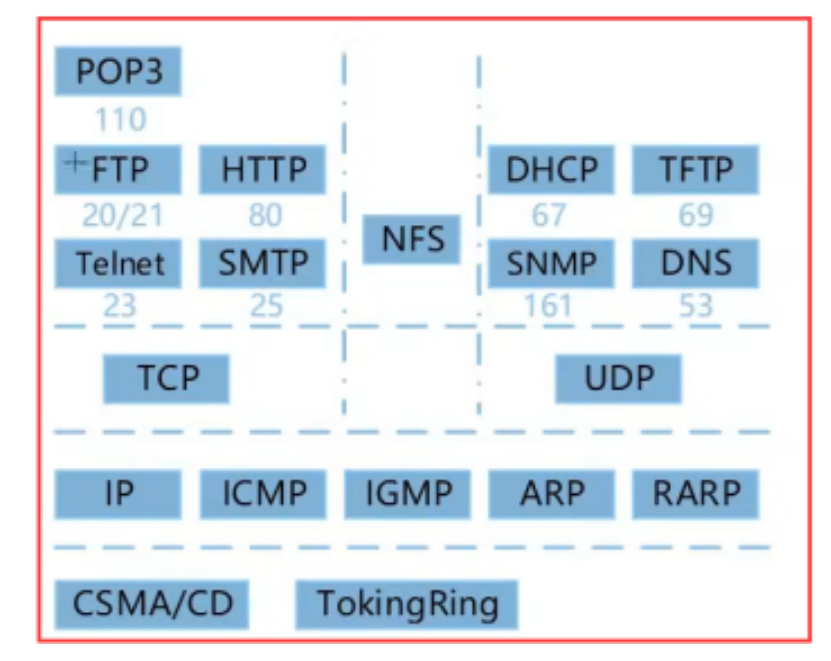 POP3
110
FTP HTTP DHCP TFTP
20/21 80 67 69
NFS
Telnet SMTP SNMP DNS
23 25 161 53
TCP UDP
IP ICMP IGMP ARP RARP
CSMA/CD TokingRing